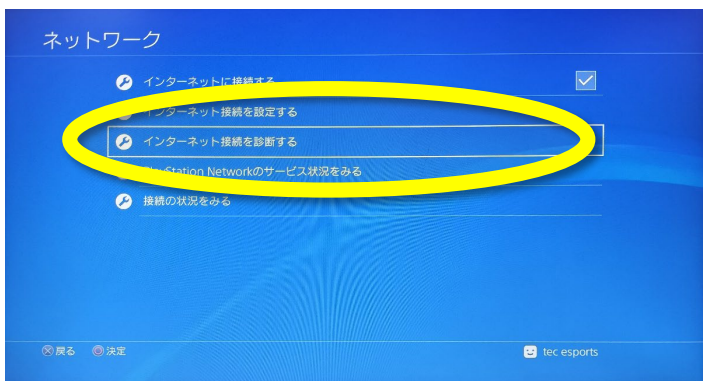 ネットワーク
インターネットに接続する
インターネット接続を設定する
インターネット接続を診断する
PlayStation Networkのサービス状況をみる
接続の状況をみる
戻る 決定
tec esports